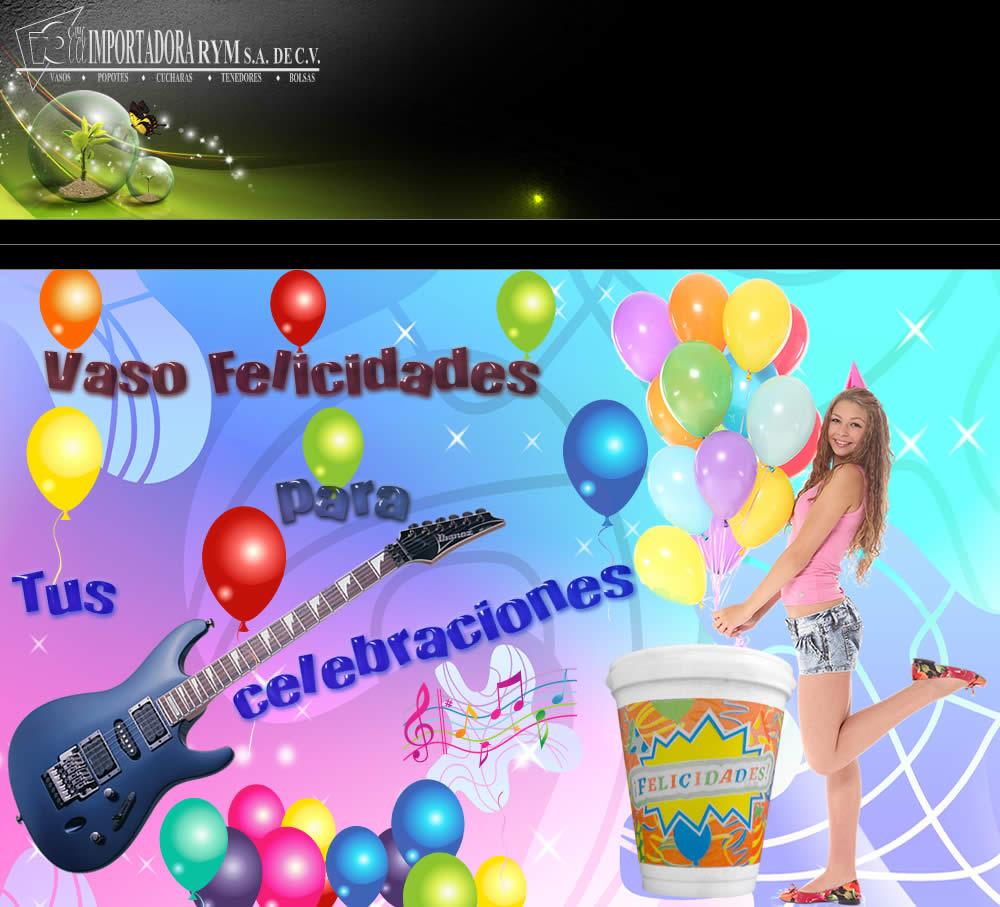 IMPORTADORA RYM S.A. DE C.V.
VASOS ♦ POPOTES ♦ CUCHARAS ♦ TENEDORES ♦ BOLSAS
Vaso Felicidades
para
Ibanez
Tus
celebraciones
¡FELICIDADES!